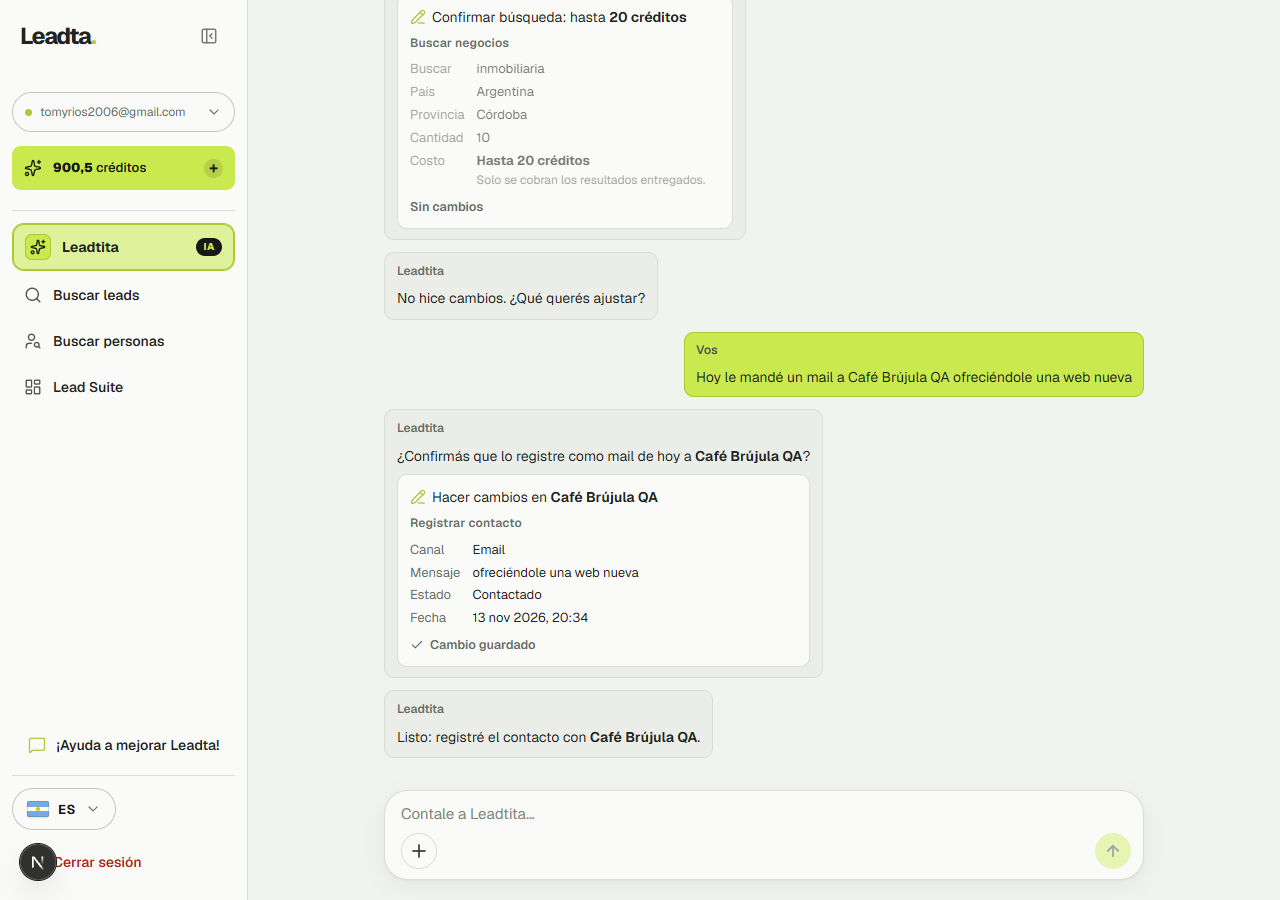 Leadta.
tomyrios2006@gmail.com
900,5 créditos
+
Leadtita
IA
Buscar leads
Buscar personas
Lead Suite
¡Ayuda a mejorar Leadta!
ES
N
Cerrar sesión
Confirmar búsqueda: hasta 20 créditos
Buscar negocios
Buscar inmobiliaria
País Argentina
Provincia Córdoba
Cantidad 10
Costo Hasta 20 créditos
Solo se cobran los resultados entregados.
Sin cambios
Leadtita
No hice cambios. ¿Qué querés ajustar?
Vos
Hoy le mandé un mail a Café Brújula QA ofreciéndole una web nueva
Leadtita
¿Confirmás que lo registre como mail de hoy a Café Brújula QA?
Hacer cambios en Café Brújula QA
Registrar contacto
Canal Email
Mensaje ofreciéndole una web nueva
Estado Contactado
Fecha 13 nov 2026, 20:34
Cambio guardado
Leadtita
Listo: registré el contacto con Café Brújula QA.
Contale a Leadtita...